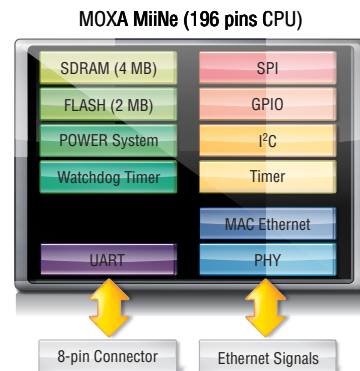 MOXA MiiNe (196 pins CPU)
SDRAM (4 MB)
FLASH (2 MB)
POWER System
Watchdog Timer
UART
SPI
GPIO
I²C
Timer
MAC Ethernet
PHY
8-pin Connector
Ethernet Signals